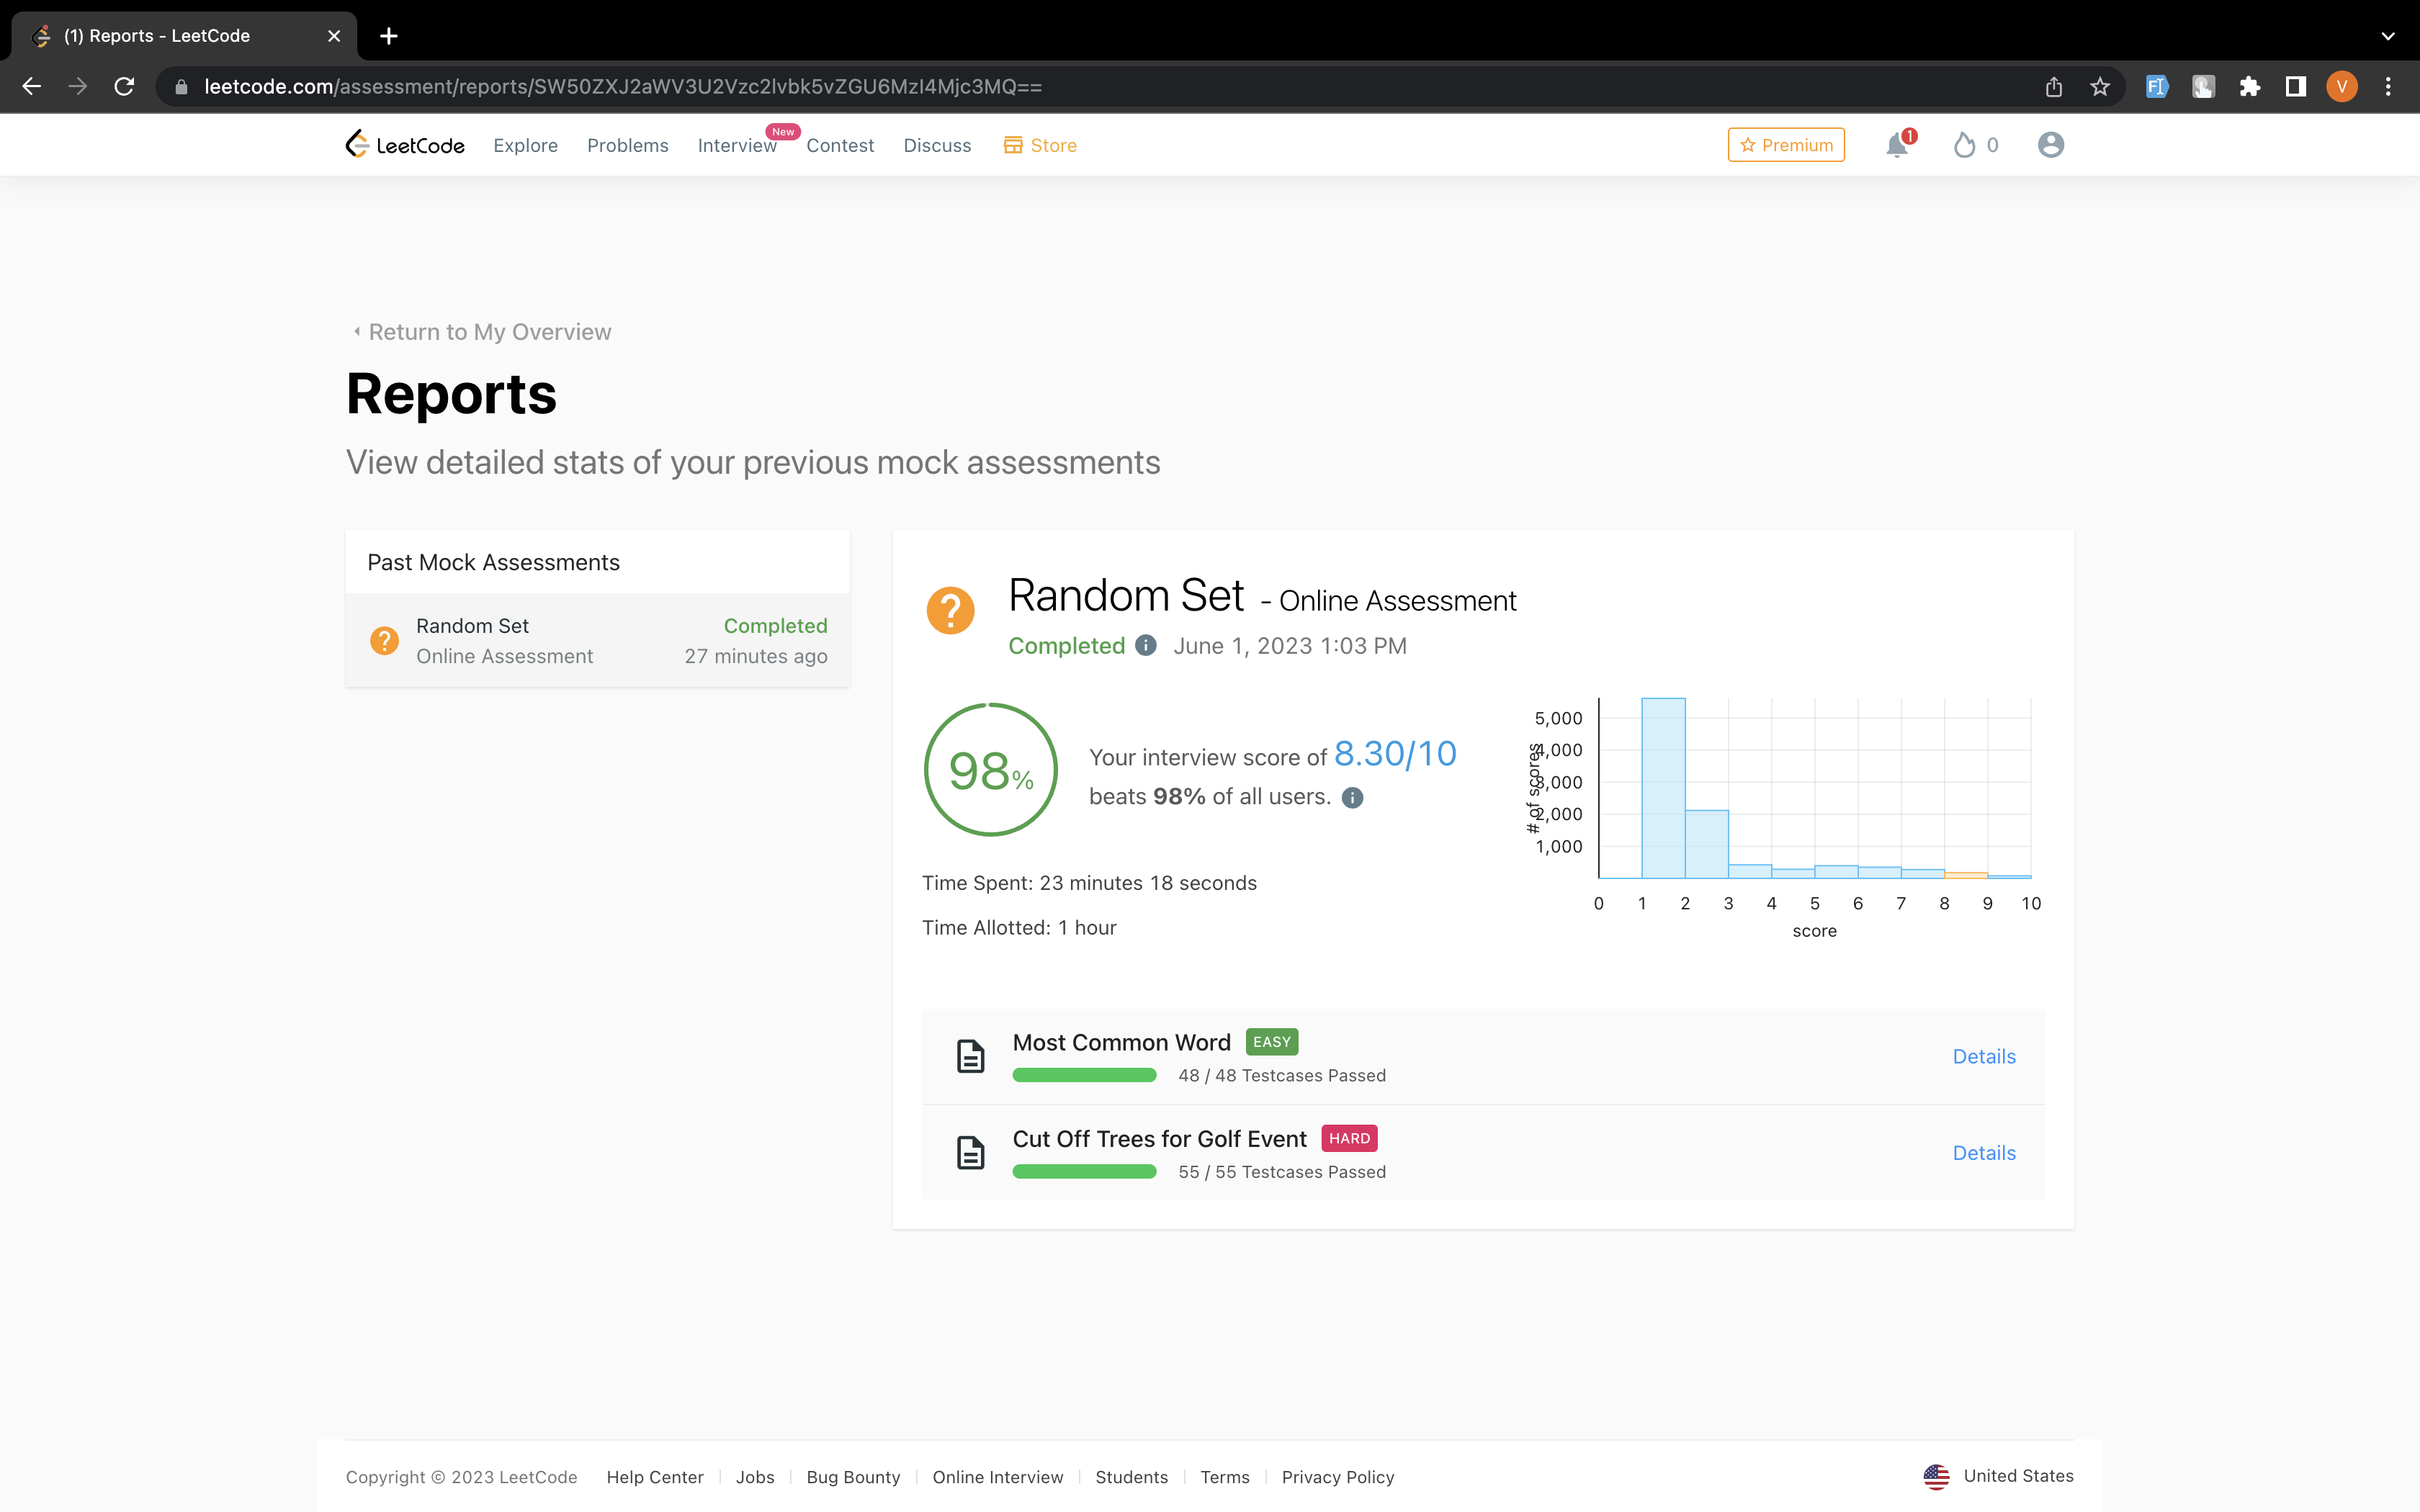 (1) Reports - LeetCode
leetcode.com/assessment/reports/SW50ZXJ2aWV3U2Vzc2lvbk5vZGU6MzI4Mjc3MQ==
V
LeetCode Explore Problems Interview New Contest Discuss Store Premium 1 0
Return to My Overview
Reports
View detailed stats of your previous mock assessments
Past Mock Assessments
Random Set Completed
Online Assessment 27 minutes ago
Random Set - Online Assessment
Completed June 1, 2023 1:03 PM
98%
Your interview score of 8.30/10
beats 98% of all users.
Time Spent: 23 minutes 18 seconds
Time Allotted: 1 hour
# of scores
5,000
4,000
3,000
2,000
1,000
0 1 2 3 4 5 6 7 8 9 10
score
Most Common Word EASY
48 / 48 Testcases Passed
Details
Cut Off Trees for Golf Event HARD
55 / 55 Testcases Passed
Details
Copyright © 2023 LeetCode Help Center Jobs Bug Bounty Online Interview Students Terms Privacy Policy United States